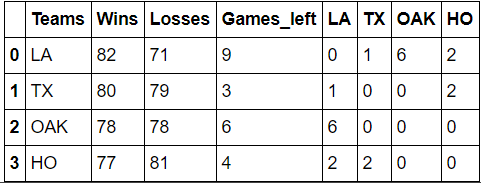 Teams Wins Losses Games_left LA TX OAK HO
0 LA 82 71 9 0 1 6 2
1 TX 80 79 3 1 0 0 2
2 OAK 78 78 6 6 0 0 0
3 HO 77 81 4 2 2 0 0